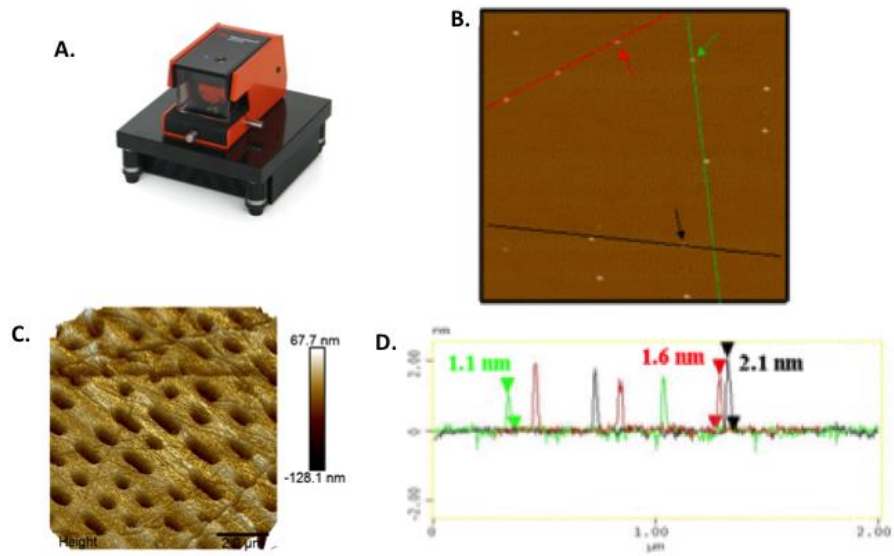 A.
B.
C.
67.7 nm
-128.1 nm
Height
D.
nm
2.00
1.1 nm
1.6 nm
2.1 nm
0
-2.00
0
1.00
2.00
μm